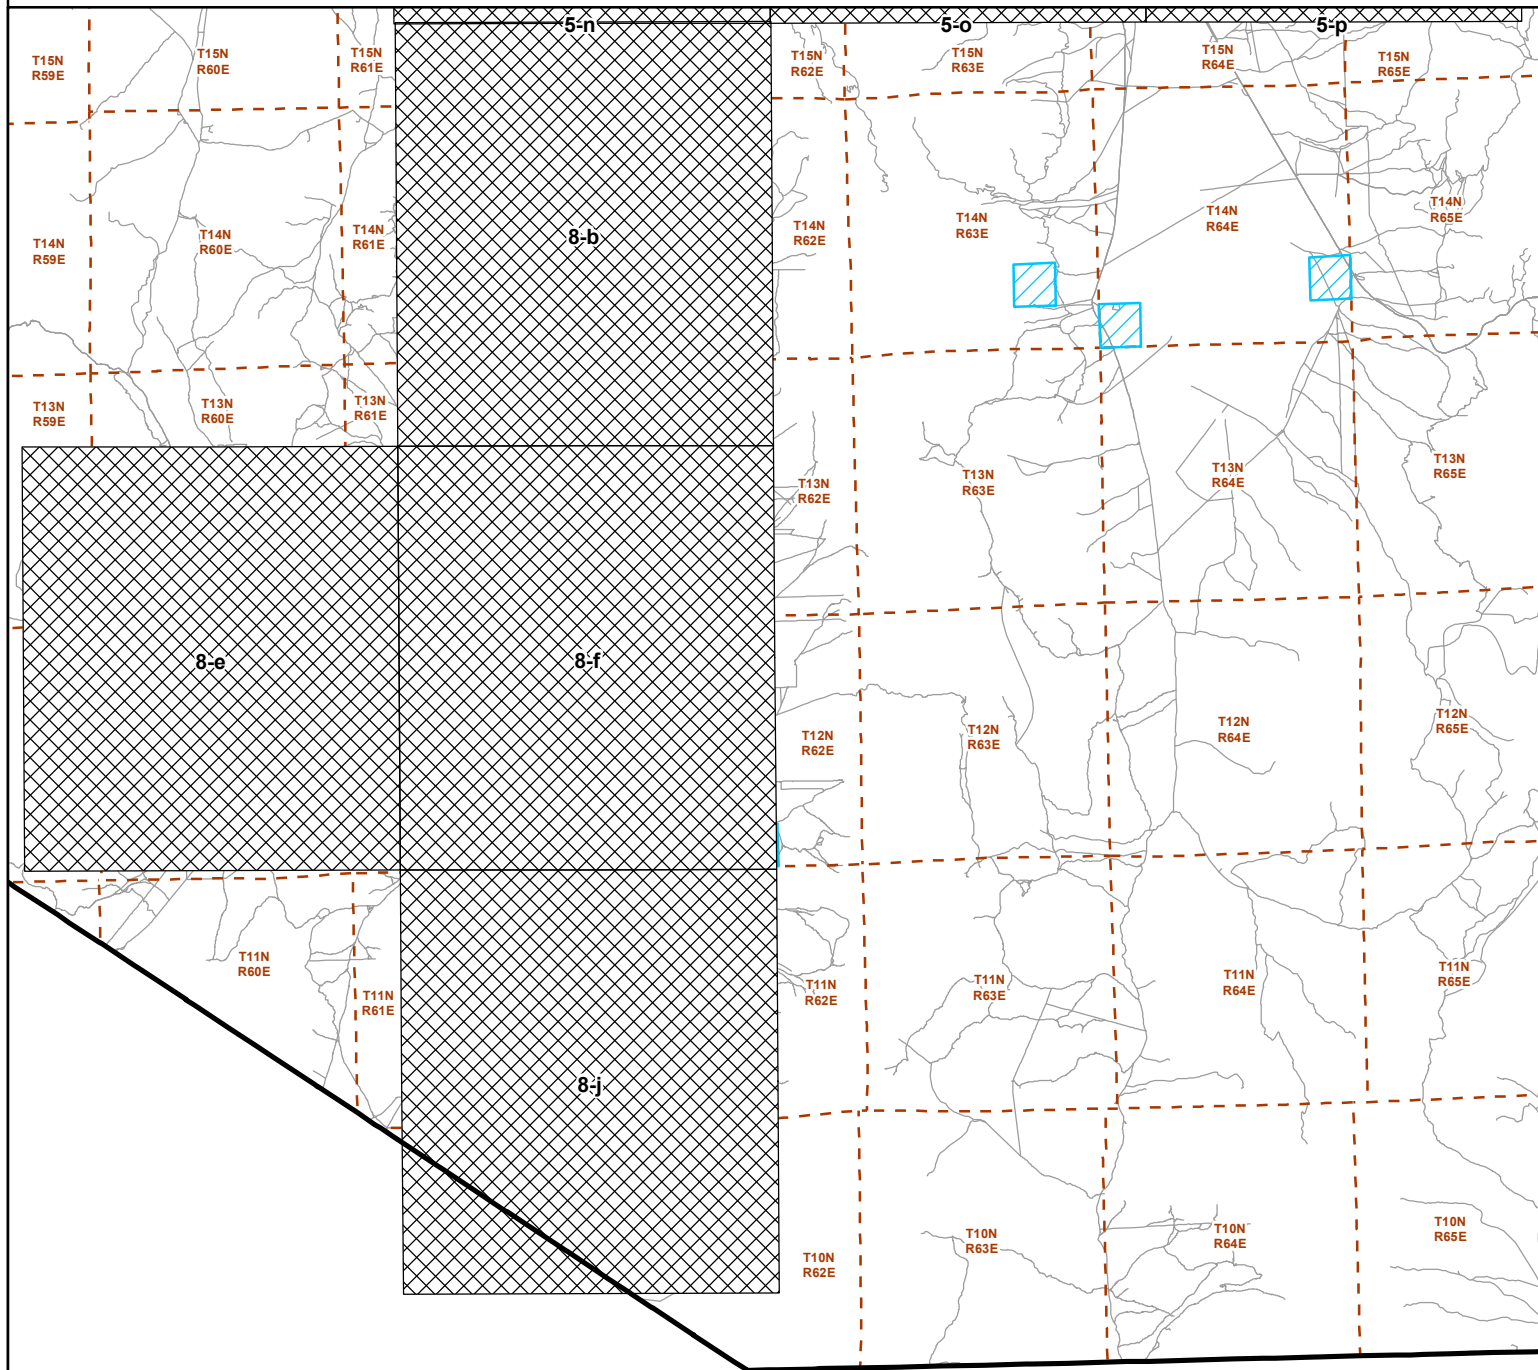 5-n
5-o
5-p
T15N
R59E
T15N
R60E
T15N
R61E
T15N
R62E
T15N
R63E
T15N
R64E
T15N
R65E
T14N
R59E
T14N
R60E
T14N
R61E
8-b
T14N
R62E
T14N
R63E
T14N
R64E
T14N
R65E
T13N
R59E
T13N
R60E
T13N
R61E
T13N
R62E
T13N
R63E
T13N
R64E
T13N
R65E
8-e
8-f
T12N
R62E
T12N
R63E
T12N
R64E
T12N
R65E
T11N
R60E
T11N
R61E
T11N
R62E
T11N
R63E
T11N
R64E
T11N
R65E
8-j
T10N
R62E
T10N
R63E
T10N
R64E
T10N
R65E